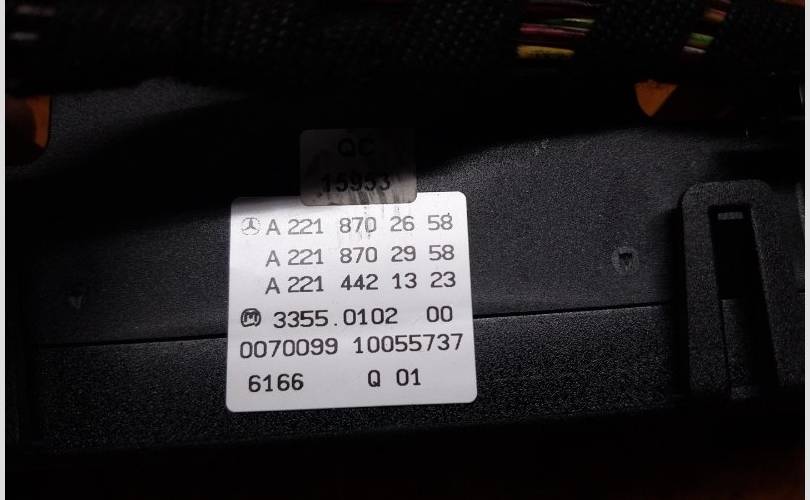 QC
15953
A 221 870 26 58
A 221 870 29 58
A 221 442 13 23
3355.0102 00
0070099 10055737
6166 Q 01